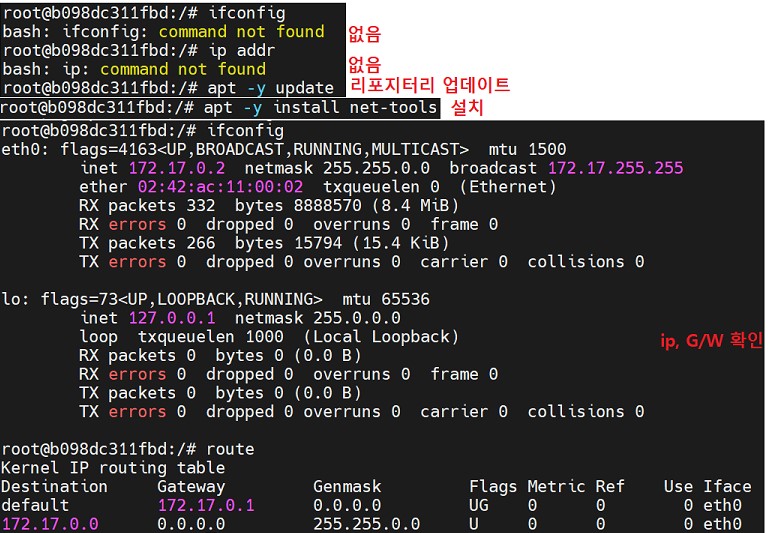 root@b098dc311fbd:/# ifconfig
bash: ifconfig: command not found 없음
root@b098dc311fbd:/# ip addr
bash: ip: command not found 없음
root@b098dc311fbd:/# apt -y update 리포지터리 업데이트
root@b098dc311fbd:/# apt -y install net-tools 설치
root@b098dc311fbd:/# ifconfig
eth0: flags=4163<UP,BROADCAST,RUNNING,MULTICAST>  mtu 1500
        inet 172.17.0.2  netmask 255.255.0.0  broadcast 172.17.255.255
        ether 02:42:ac:11:00:02  txqueuelen 0  (Ethernet)
        RX packets 332  bytes 8888570 (8.4 MiB)
        RX errors 0  dropped 0  overruns 0  frame 0
        TX packets 266  bytes 15794 (15.4 KiB)
        TX errors 0  dropped 0 overruns 0  carrier 0  collisions 0
lo: flags=73<UP,LOOPBACK,RUNNING>  mtu 65536
        inet 127.0.0.1  netmask 255.0.0.0
        loop  txqueuelen 1000  (Local Loopback)
        RX packets 0  bytes 0 (0.0 B)
        RX errors 0  dropped 0  overruns 0  frame 0
        TX packets 0  bytes 0 (0.0 B)
        TX errors 0  dropped 0 overruns 0  carrier 0  collisions 0
ip, G/W 확인
root@b098dc311fbd:/# route
Kernel IP routing table
Destination     Gateway         Genmask         Flags Metric Ref    Use Iface
default         172.17.0.1      0.0.0.0         UG    0      0        0 eth0
172.17.0.0      0.0.0.0         255.255.0.0     U     0      0        0 eth0